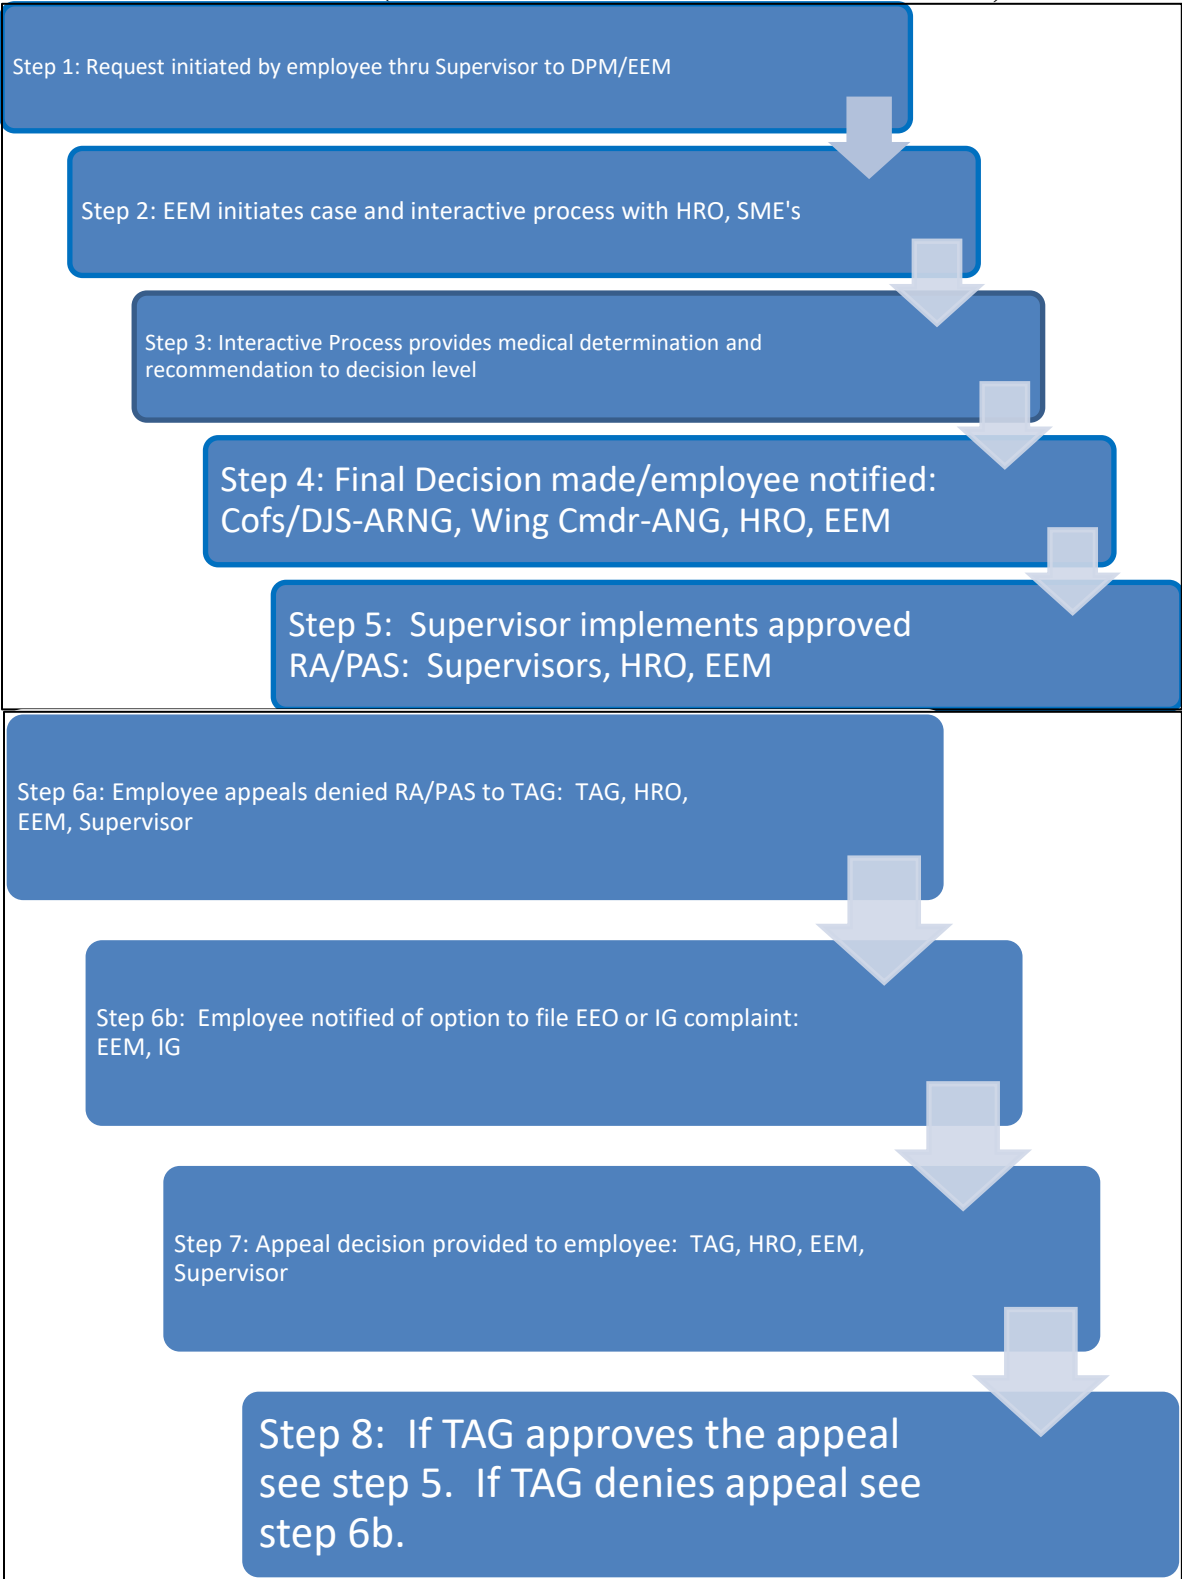 Step 1: Request initiated by employee thru Supervisor to DPM/EEM
Step 2: EEM initiates case and interactive process with HRO, SME's
Step 3: Interactive Process provides medical determination and
recommendation to decision level
Step 4: Final Decision made/employee notified:
Cofs/DJS-ARNG, Wing Cmdr-ANG, HRO, EEM
Step 5:  Supervisor implements approved
RA/PAS:  Supervisors, HRO, EEM
Step 6a: Employee appeals denied RA/PAS to TAG:  TAG, HRO,
EEM, Supervisor
Step 6b:  Employee notified of option to file EEO or IG complaint:
EEM, IG
Step 7: Appeal decision provided to employee:  TAG, HRO, EEM,
Supervisor
Step 8:  If TAG approves the appeal
see step 5.  If TAG denies appeal see
step 6b.